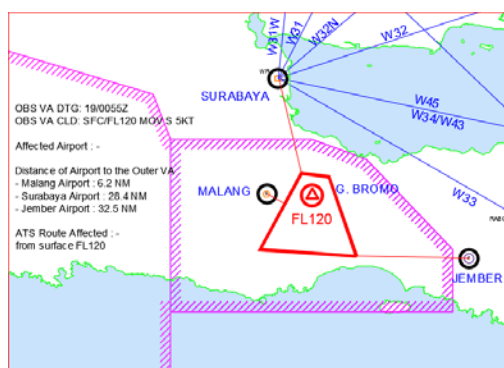 W31W
W31
W32N
W32
SURABAYA
W45
W34/W43
W33
OBS VA DTG: 19/0055Z
OBS VA CLD: SFC/FL120 MOV S 5KT
Affected Airport : -
Distance of Airport to the Outer VA
- Malang Airport : 6.2 NM
- Surabaya Airport : 28.4 NM
- Jember Airport : 32.5 NM
ATS Route Affected : -
from surface FL120
MALANG
G. BROMO
FL120
JEMBER